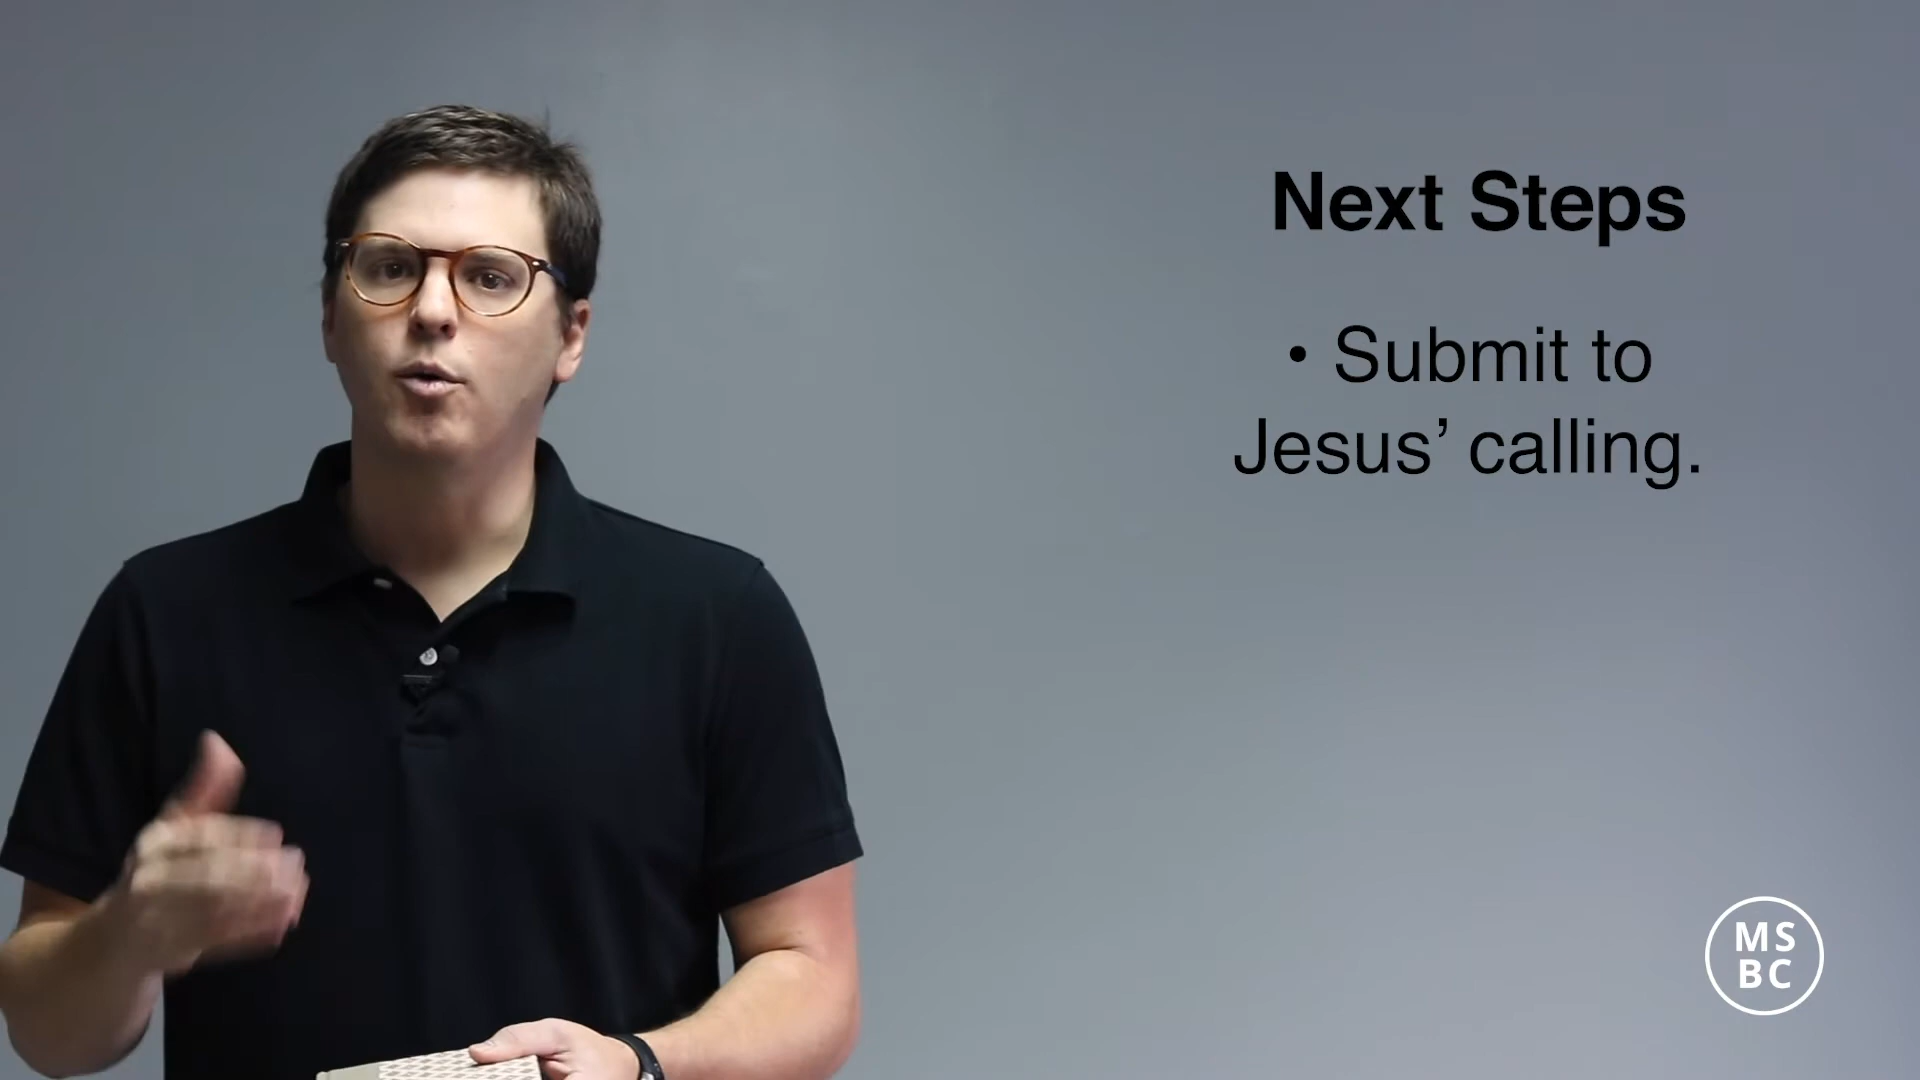 Next Steps
• Submit to
Jesus’ calling.
MS
BC